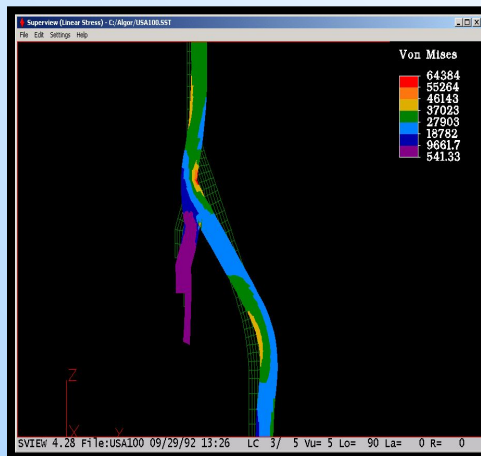 Superview (Linear Stress) - C:/Algor/USA100.SST
File Edit Settings Help
Von Mises
64384
55264
46143
37023
27903
18782
9661.7
541.33
Z
X Y
SVIEW 4.28 File:USA100 09/29/92 13:26 LC 3/ 5 Vu= 5 Lo= 90 La= 0 R= 0